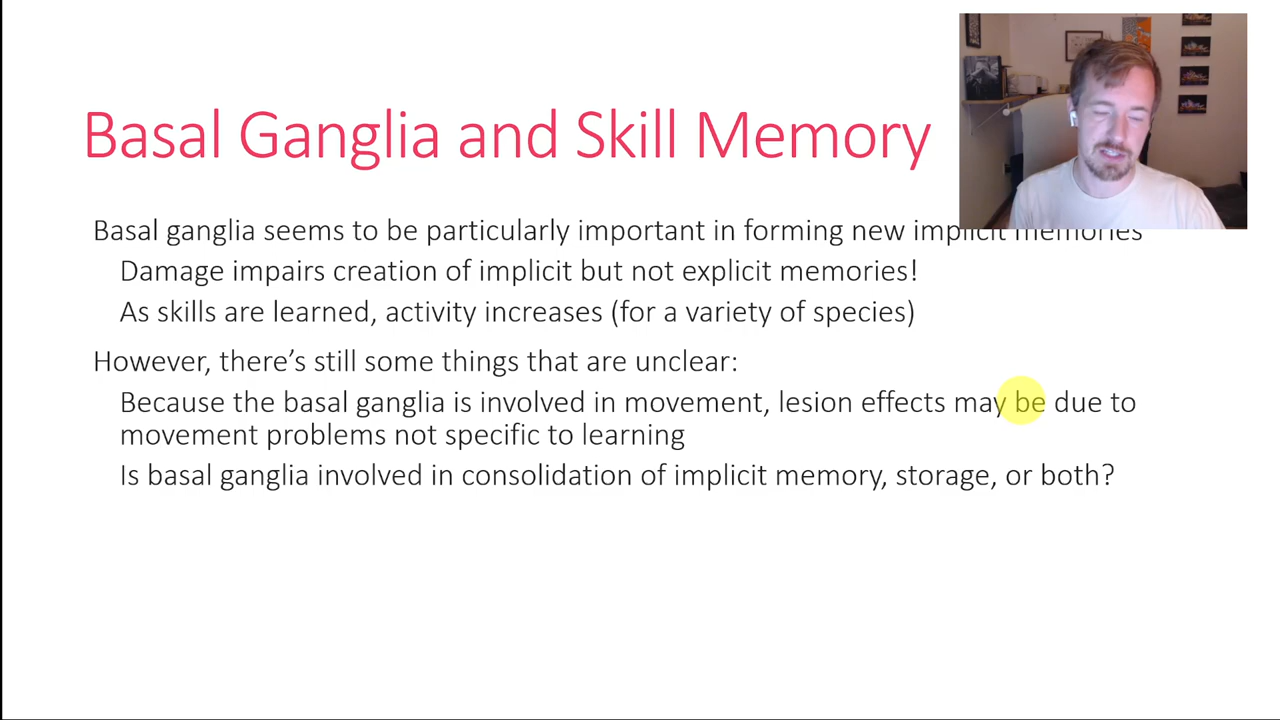 Basal Ganglia and Skill Memory
Basal ganglia seems to be particularly important in forming new implicit memories
Damage impairs creation of implicit but not explicit memories!
As skills are learned, activity increases (for a variety of species)
However, there’s still some things that are unclear:
Because the basal ganglia is involved in movement, lesion effects may be due to
movement problems not specific to learning
Is basal ganglia involved in consolidation of implicit memory, storage, or both?